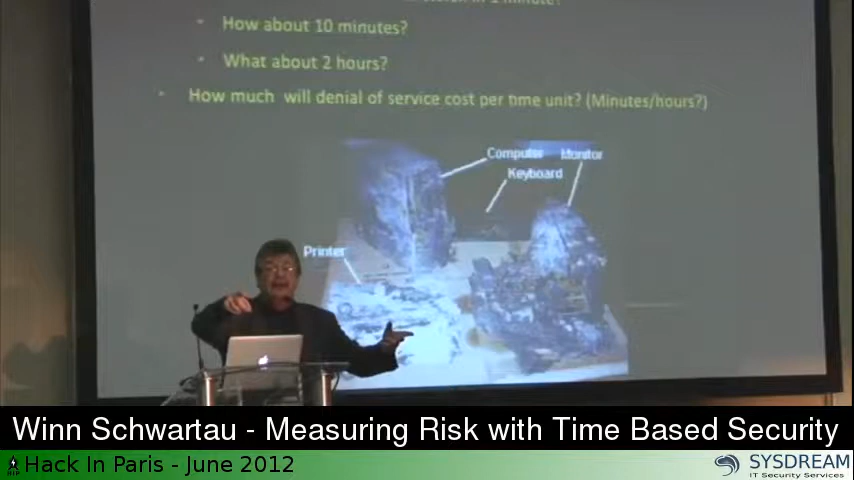 How about 10 minutes?
What about 2 hours?
How much will denial of service cost per time unit? (Minutes/hours?)
Computer
Monitor
Keyboard
Printer
Winn Schwartau - Measuring Risk with Time Based Security
Hack In Paris - June 2012
SYSDREAM
IT Security Services